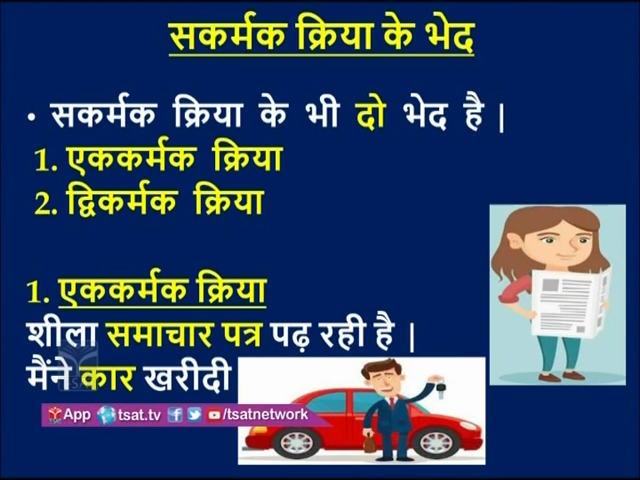 सकर्मक क्रिया के भेद
• सकर्मक क्रिया के भी दो भेद है |
1. एककर्मक क्रिया
2. द्विकर्मक क्रिया
1. एककर्मक क्रिया
शीला समाचार पत्र पढ़ रही है |
मैंने कार खरीदी
App tsat.tv /tsatnetwork